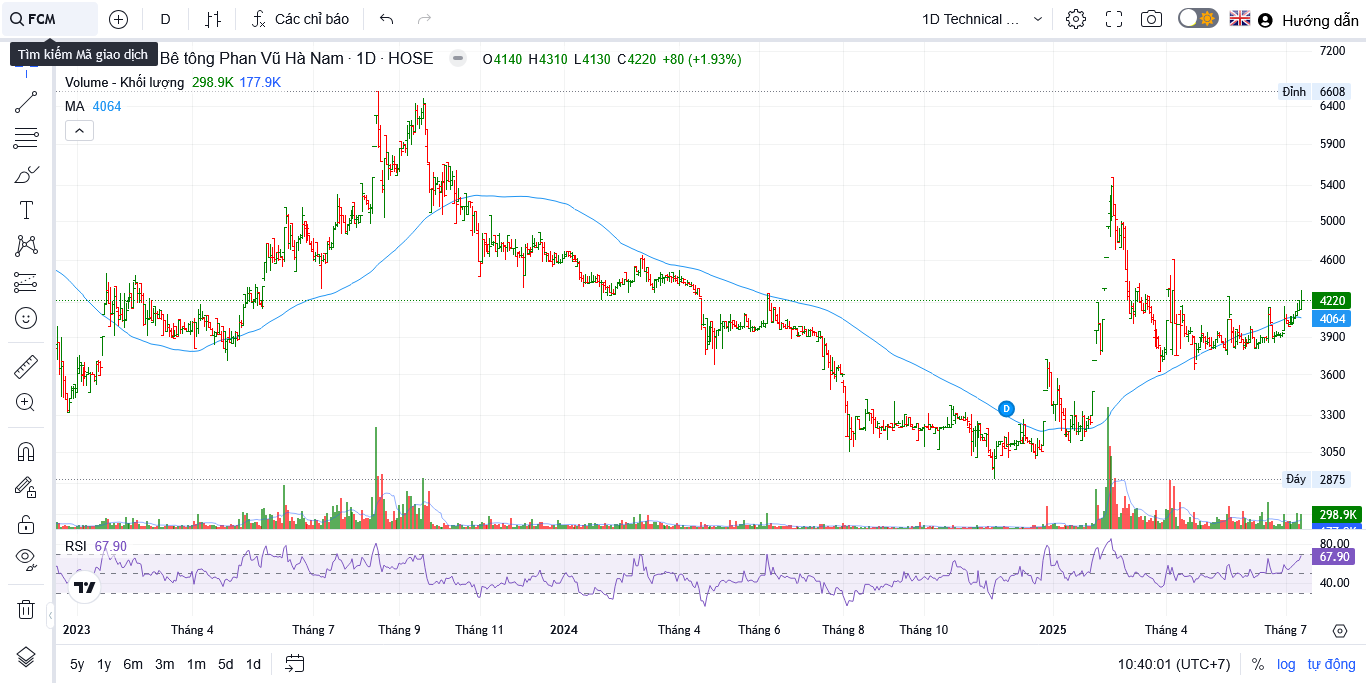 FCM
D
Các chỉ báo
1D Technical ...
Hướng dẫn
Tìm kiếm Mã giao dịch
Bê tông Phan Vũ Hà Nam · 1D · HOSE
O4140 H4310 L4130 C4220 +80 (+1.93%)
Volume - Khối lượng 298.9K 177.9K
MA 4064
7200
Đỉnh 6608
6400
5900
5400
5000
4600
4220
4064
3900
3600
3300
D
3050
Đáy 2875
298.9K
RSI 67.90
80.00
67.90
40.00
2023 Tháng 4 Tháng 7 Tháng 9 Tháng 11 2024 Tháng 4 Tháng 6 Tháng 8 Tháng 10 2025 Tháng 4 Tháng 7
5y 1y 6m 3m 1m 5d 1d
10:40:01 (UTC+7) % log tự động